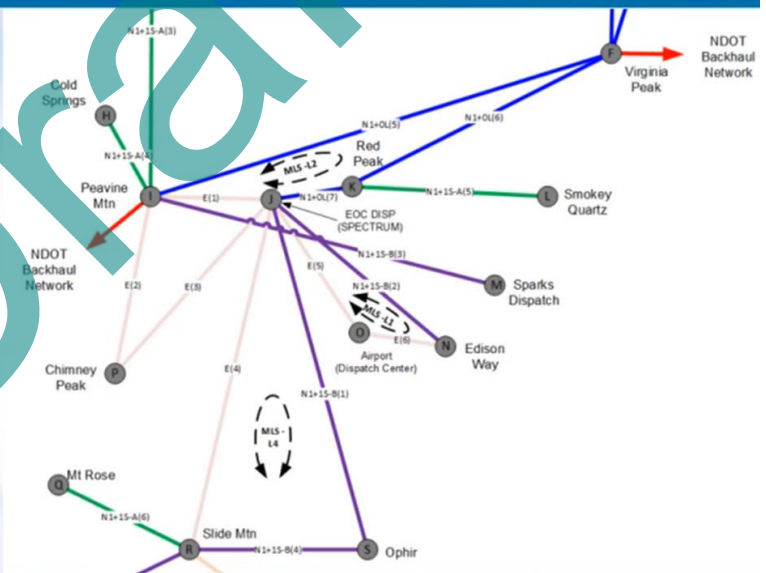 N1+1S-A(3)
F
NDOT
Backhaul
Network
Virginia
Peak
Cold
Springs
H
N1+0L(5)
N1+0L(6)
N1+1S-A(4)
MLS -L2
Red
Peak
Peavine
Mtn
I
E(1)
J
N1+0L(7)
K
N1+1S-A(5)
L
Smokey
Quartz
EOC DISP
(SPECTRUM)
NDOT
Backhaul
Network
N1+1S-B(3)
E(5)
E(2)
E(3)
N1+1S-B(2)
M
Sparks
Dispatch
MLS -L1
O
E(6)
N
Edison
Way
Airport
(Dispatch Center)
Chimney
Peak
P
E(4)
N1+1S-B(1)
MLS -
L4
Q
Mt Rose
N1+1S-A(6)
Slide Mtn
R
N1+1S-B(4)
S
Ophir